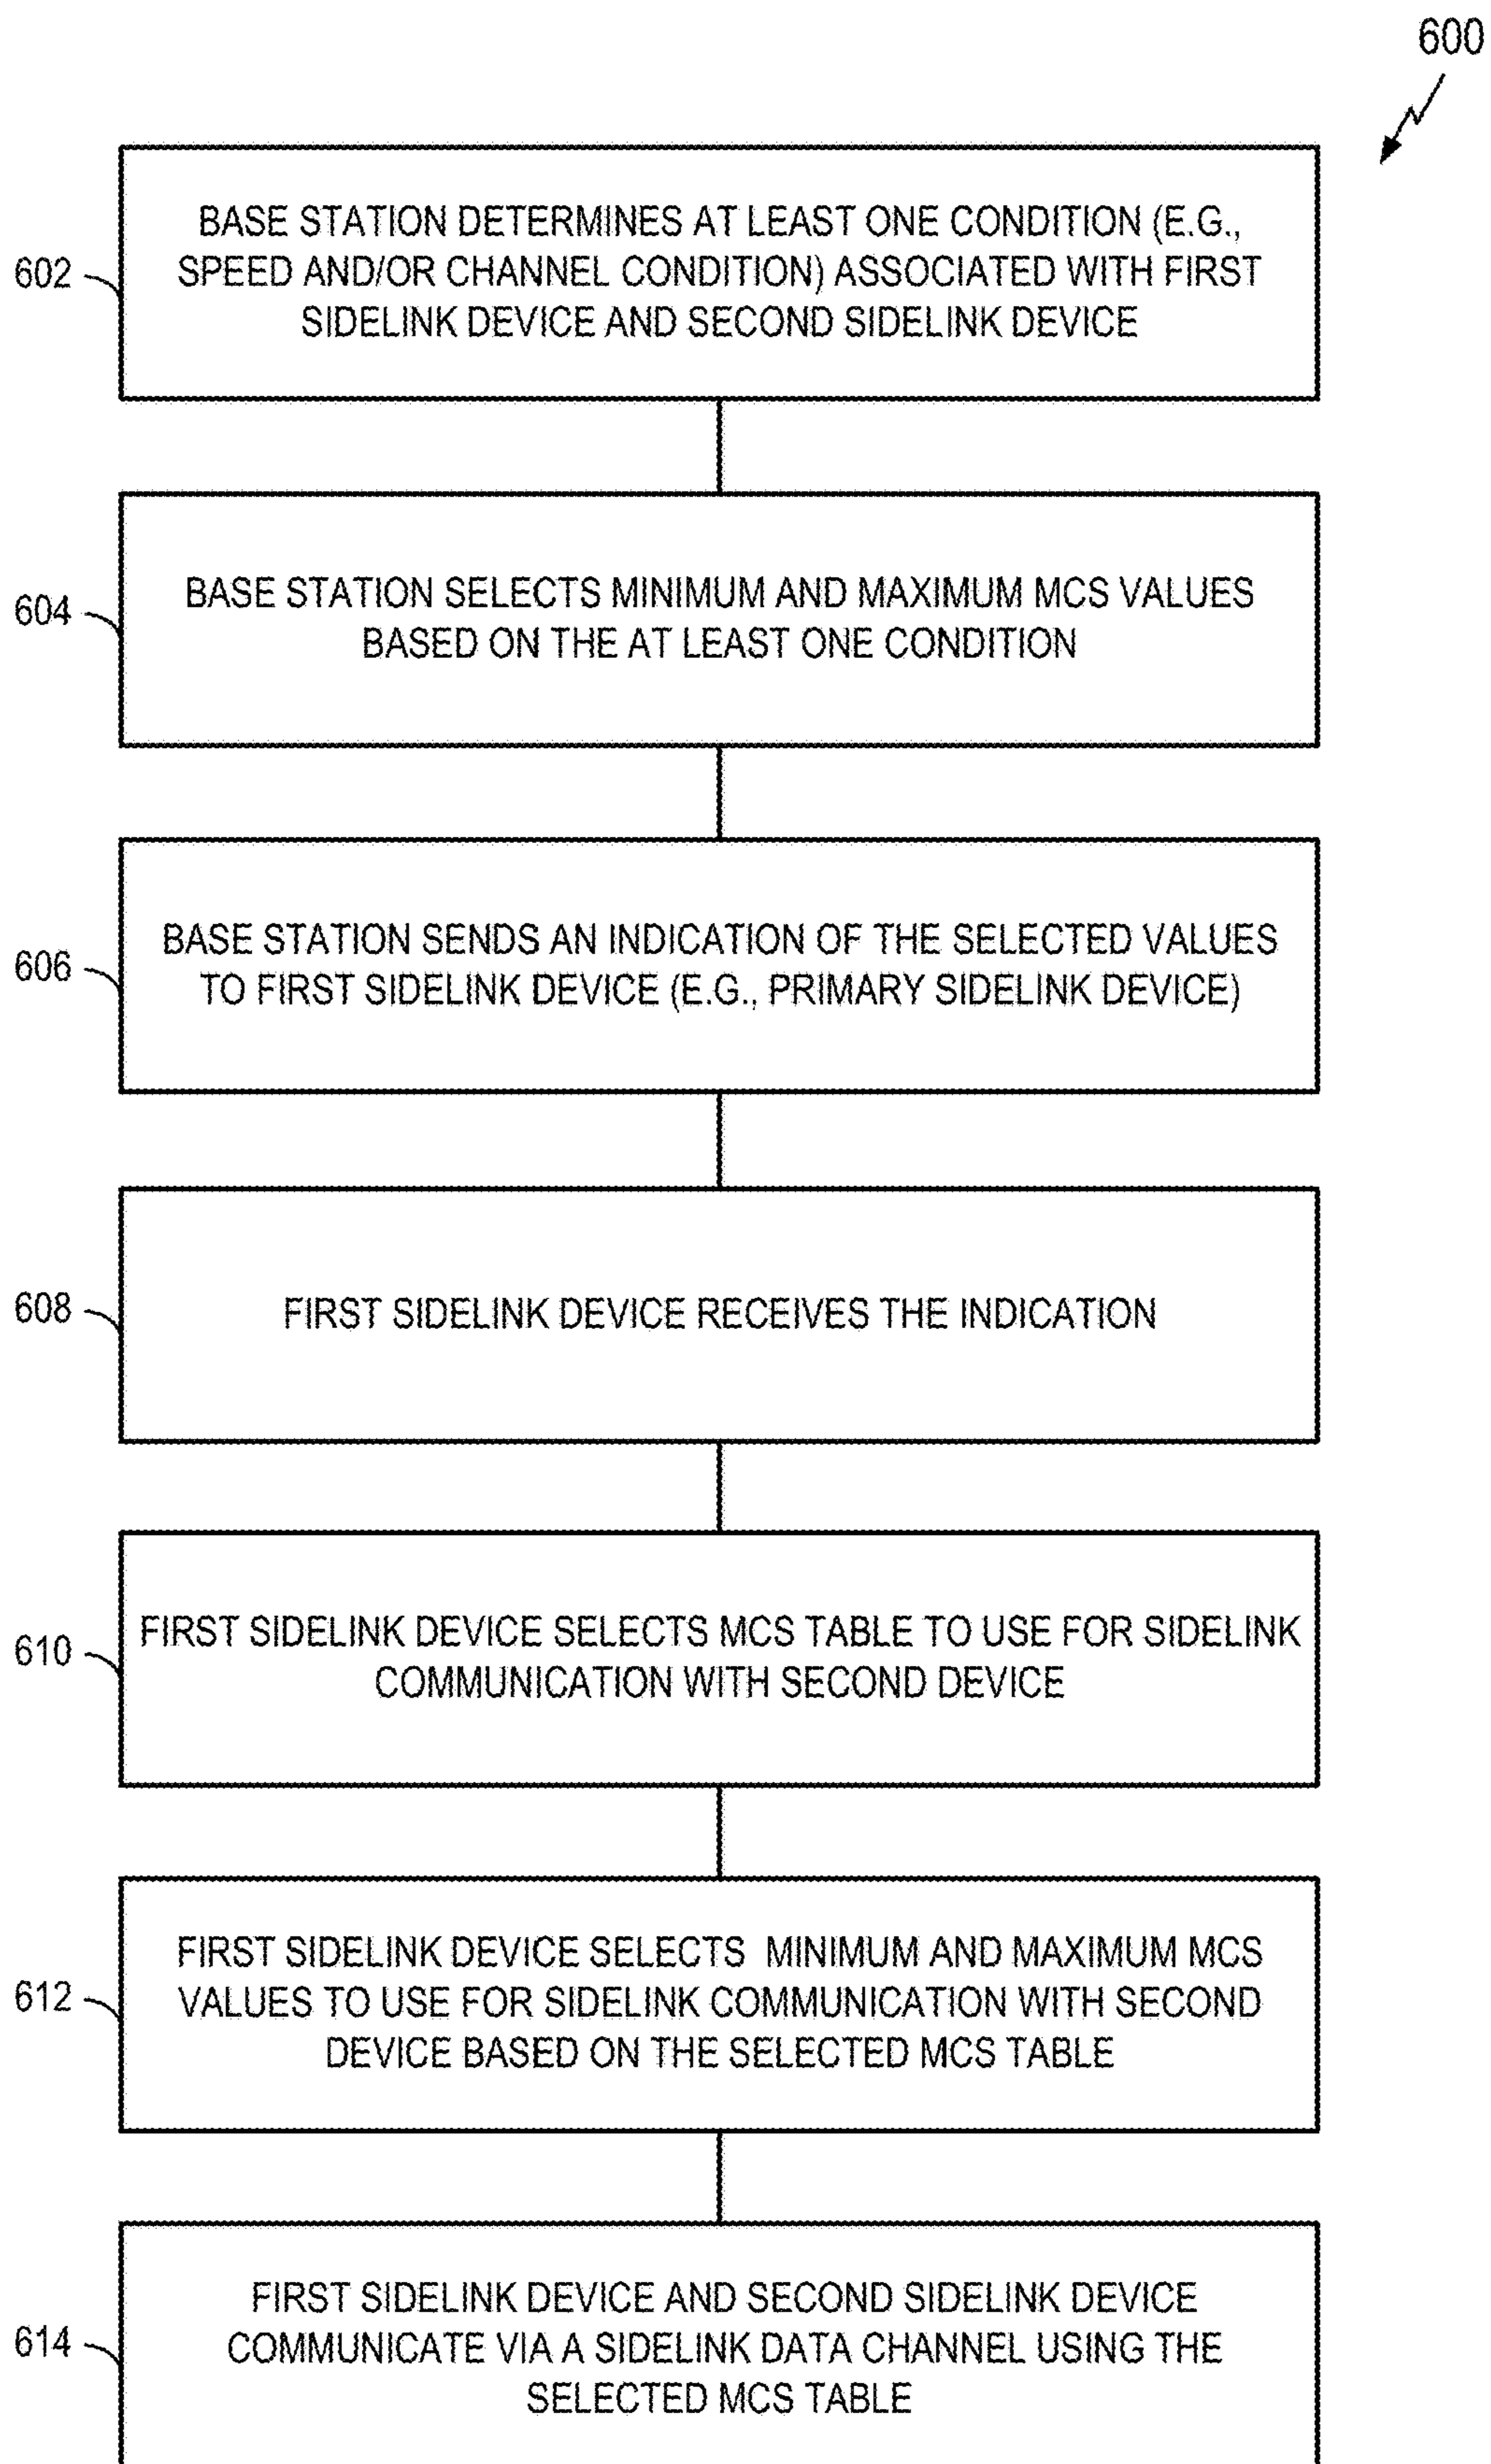 600
602
BASE STATION DETERMINES AT LEAST ONE CONDITION (E.G.,
SPEED AND/OR CHANNEL CONDITION) ASSOCIATED WITH FIRST
SIDELINK DEVICE AND SECOND SIDELINK DEVICE
604
BASE STATION SELECTS MINIMUM AND MAXIMUM MCS VALUES
BASED ON THE AT LEAST ONE CONDITION
606
BASE STATION SENDS AN INDICATION OF THE SELECTED VALUES
TO FIRST SIDELINK DEVICE (E.G., PRIMARY SIDELINK DEVICE)
608
FIRST SIDELINK DEVICE RECEIVES THE INDICATION
610
FIRST SIDELINK DEVICE SELECTS MCS TABLE TO USE FOR SIDELINK
COMMUNICATION WITH SECOND DEVICE
612
FIRST SIDELINK DEVICE SELECTS MINIMUM AND MAXIMUM MCS
VALUES TO USE FOR SIDELINK COMMUNICATION WITH SECOND
DEVICE BASED ON THE SELECTED MCS TABLE
614
FIRST SIDELINK DEVICE AND SECOND SIDELINK DEVICE
COMMUNICATE VIA A SIDELINK DATA CHANNEL USING THE
SELECTED MCS TABLE